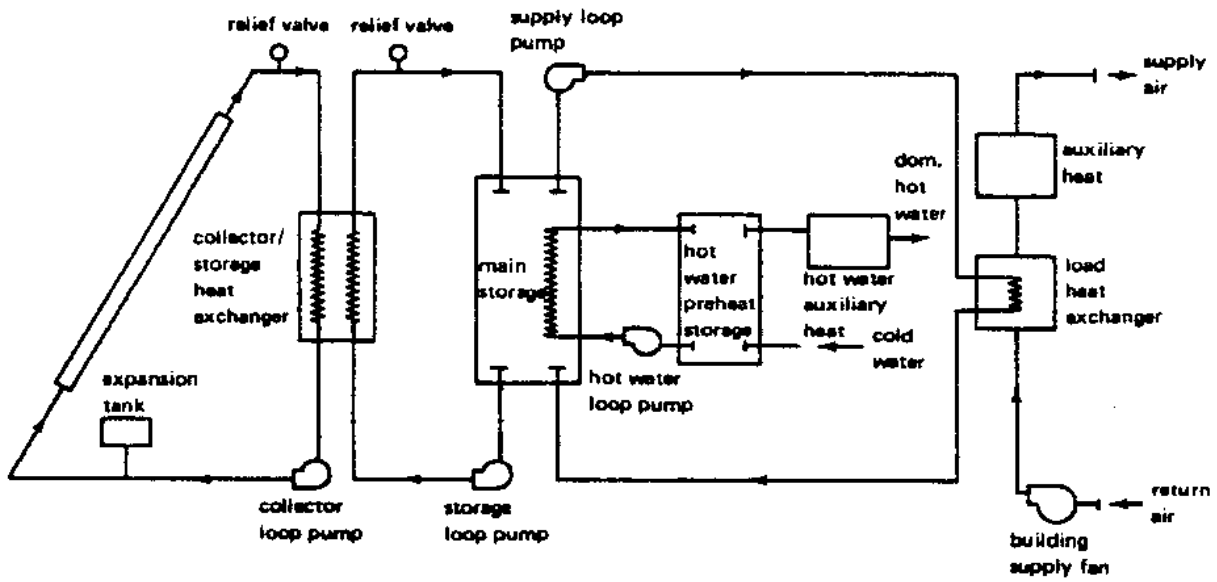 relief valve
relief valve
supply loop
pump
supply
air
auxiliary
heat
dom.
hot
water
collector/
storage
heat
exchanger
main
storage
hot
water
preheat
storage
hot water
auxiliary
heat
load
heat
exchanger
cold
water
expansion
tank
hot water
loop pump
collector
loop pump
storage
loop pump
return
air
building
supply fan